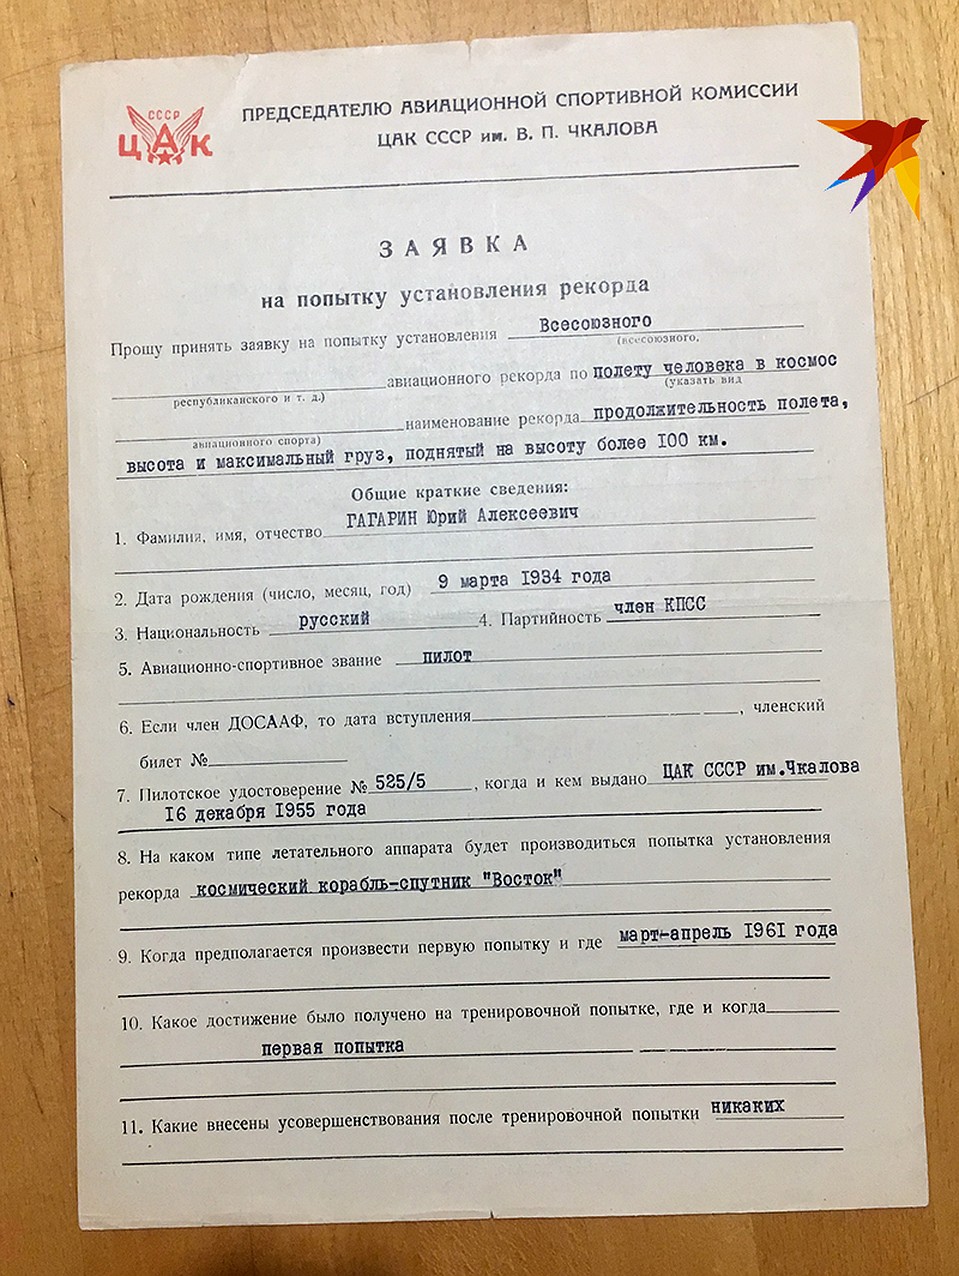 СССР
ЦАК
ПРЕДСЕДАТЕЛЮ АВИАЦИОННОЙ СПОРТИВНОЙ КОМИССИИ
ЦАК СССР им. В. П. ЧКАЛОВА
ЗАЯВКА
на попытку установления рекорда
Прошу принять заявку на попытку установления Всесоюзного
(всесоюзного,
авиационного рекорда по полету человека в космос
республиканского и т. д.) (указать вид
наименование рекорда продолжительность полета,
авиационного спорта)
высота и максимальный груз, поднятый на высоту более 100 км.
Общие краткие сведения:
1. Фамилия, имя, отчество ГАГАРИН Юрий Алексеевич
2. Дата рождения (число, месяц, год) 9 марта 1934 года
3. Национальность русский 4. Партийность член КПСС
5. Авиационно-спортивное звание пилот
6. Если член ДОСААФ, то дата вступления , членский
билет №
7. Пилотское удостоверение № 525/5 , когда и кем выдано ЦАК СССР им.Чкалова
16 декабря 1955 года
8. На каком типе летательного аппарата будет производиться попытка установления
рекорда космический корабль-спутник "Восток"
9. Когда предполагается произвести первую попытку и где март-апрель 1961 года
10. Какое достижение было получено на тренировочной попытке, где и когда
первая попытка
11. Какие внесены усовершенствования после тренировочной попытки никаких